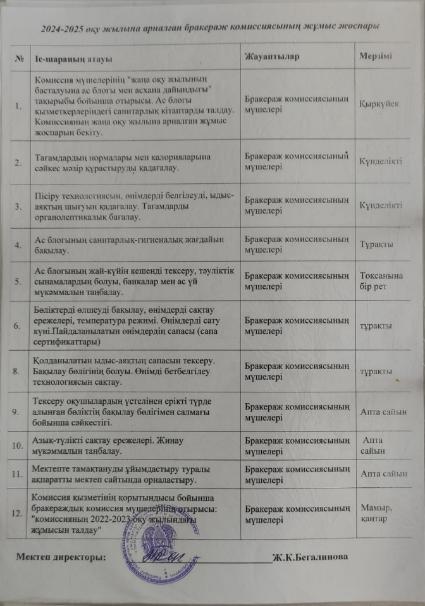 2024-2025 оқу жылына арналған бракераж комиссиясының жұмыс жоспары
№ Іс-шараның атауы Жауаптылар Мерзімі
1. Комиссия мүшелерінің "жаңа оқу жылының
басталуына ас блогы мен асхана дайындығы"
тақырыбы бойынша отырысы. Ас блогы
қызметкерлеріндегі санитарлық кітаптарды талдау.
Комиссияның жаңа оқу жылына арналған жұмыс
жоспарын бекіту.
Бракераж комиссиясының
мүшелері
Қыркүйек
2. Тағамдардың нормалары мен калорияларына
сәйкес мәзір құрастыруды қадағалау.
Бракераж комиссиясының
мүшелері
Күнделікті
3. Пісіру технологиясын, өнімдерді белгілеуді, ыдыс-
аяқтың шығуын қадағалау. Тағамдарды
органолептикалық бағалау.
Бракераж комиссиясының
мүшелері
Күнделікті
4. Ас блогының санитарлық-гигиеналық жағдайын
бақылау.
Бракераж комиссиясының
мүшелері
Тұрақты
5. Ас блогының жай-күйін кешенді тексеру, тәуліктік
сынамалардың болуы, банкалар мен ас үй
мүкәммалын таңбалау.
Бракераж комиссиясының
мүшелері
Тоқсанына
бір рет
6. Бөліктерді өлшеуді бақылау, өнімдерді сақтау
ережелері, температура режимі. Өнімдерді сату
күні.Пайдаланылатын өнімдердің сапасы (сапа
сертификаттары)
Бракераж комиссиясының
мүшелері
тұрақты
8. Қолданылатын ыдыс-аяқтың сапасын тексеру.
Бақылау бөлігінің болуы. Өнімді бетбелгілеу
технологиясын сақтау.
Бракераж комиссиясының
мүшелері
тұрақты
9. Тексеру оқушылардың үстелінен ерікті түрде
алынған бөліктің бақылау бөлігімен салмағы
бойынша сәйкестігі.
Бракераж комиссиясының
мүшелері
Апта сайын
10. Азық-түлікті сақтау ережелері. Жинау
мүкәммалын таңбалау.
Бракераж комиссиясының
мүшелері
Апта
сайын
11. Мектепте тамақтануды ұйымдастыру туралы
ақпаратты мектеп сайтында орналастыру.
Бракераж комиссиясының
мүшелері
Апта сайын
12. Комиссия қызметінің қорытындысы бойынша
бракераждық комиссия мүшелерінің отырысы:
"комиссияның 2022-2023 оқу жылындағы
жұмысын талдау"
Бракераж комиссиясының
мүшелері
Мамыр,
қаңтар
Мектеп директоры: Ж.К.Бегалинова